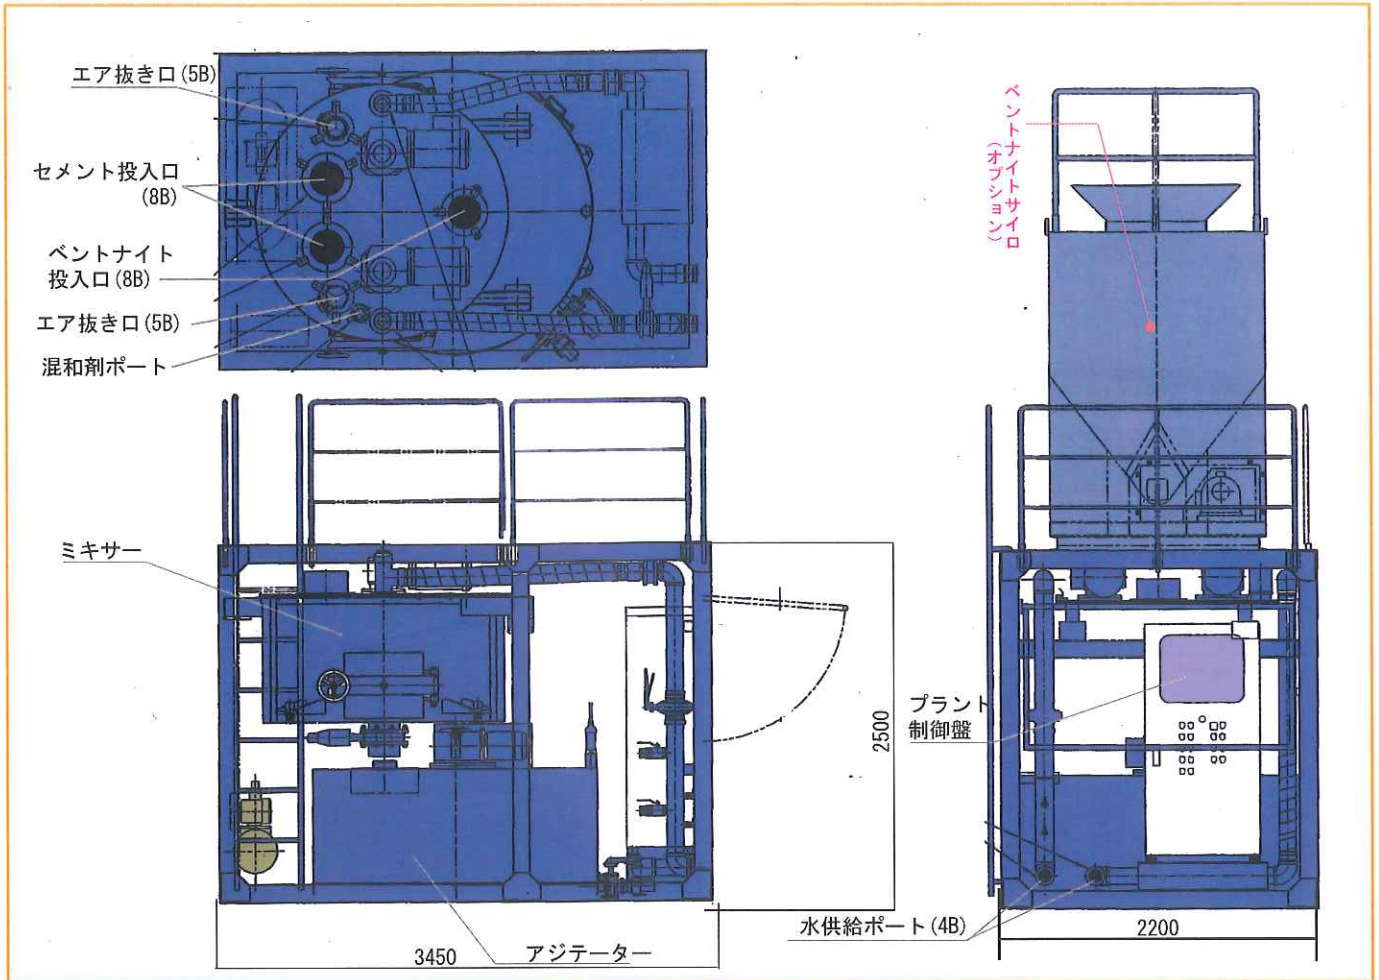 エア抜き口(5B)
セメント投入口
(8B)
ベントナイト
投入口(8B)
エア抜き口(5B)
混和剤ポート
ベントナイトサイロ
(オプション)
ミキサー
2500
プラント
制御盤
水供給ポート(4B)
2200
3450
アジテーター